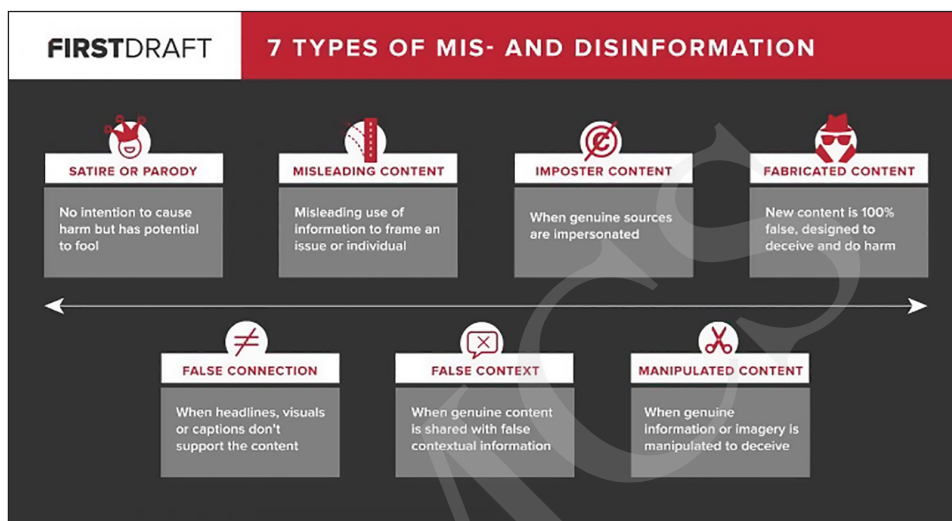 FIRSTDRAFT
7 TYPES OF MIS- AND DISINFORMATION
SATIRE OR PARODY
No intention to cause
harm but has potential
to fool
MISLEADING CONTENT
Misleading use of
information to frame an
issue or individual
IMPOSTER CONTENT
When genuine sources
are impersonated
FABRICATED CONTENT
New content is 100%
false, designed to
deceive and do harm
FALSE CONNECTION
When headlines, visuals
or captions don't
support the content
FALSE CONTEXT
When genuine content
is shared with false
contextual information
MANIPULATED CONTENT
When genuine
information or imagery is
manipulated to deceive